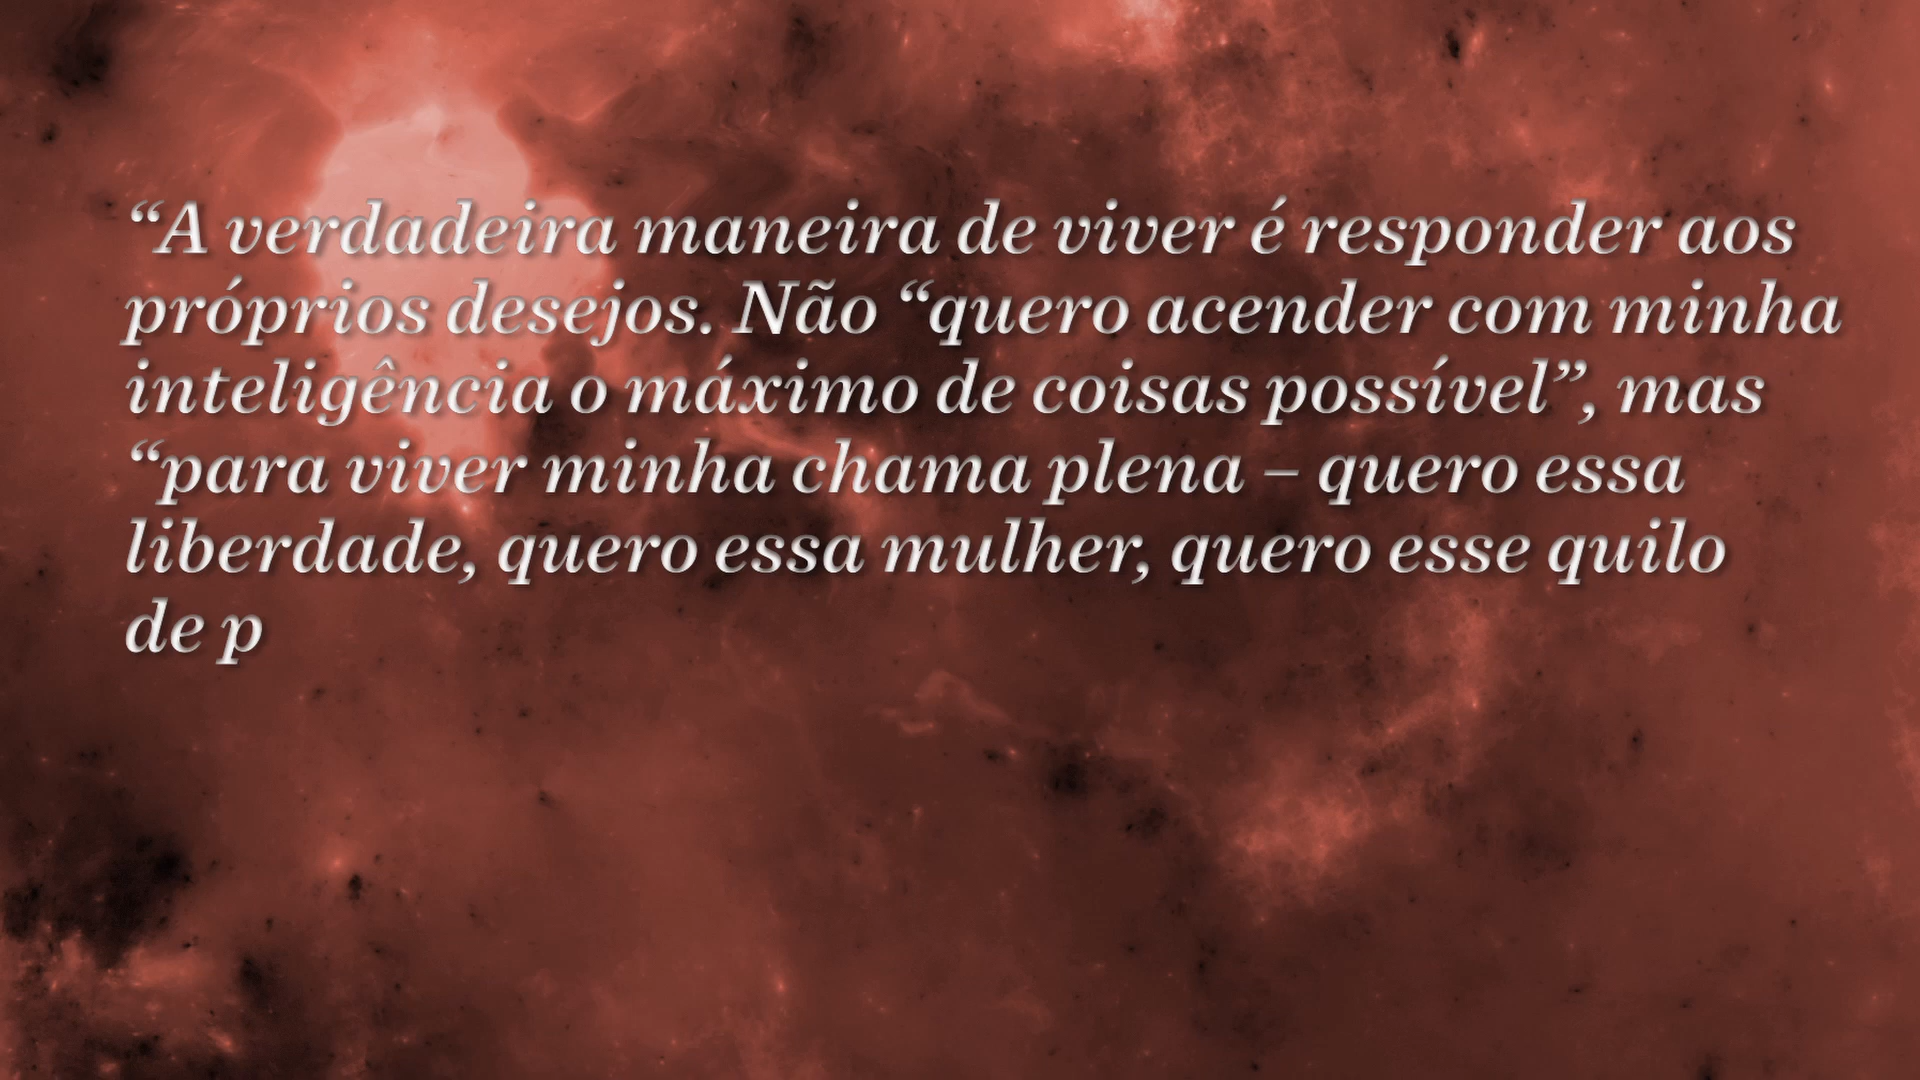 “A verdadeira maneira de viver é responder aos
próprios desejos. Não “quero acender com minha
inteligência o máximo de coisas possível”, mas
“para viver minha chama plena – quero essa
liberdade, quero essa mulher, quero esse quilo
de p